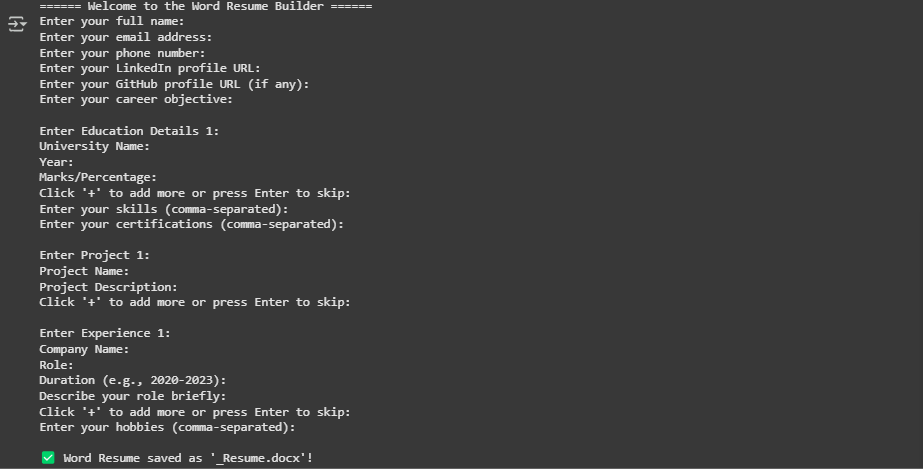 ====== Welcome to the Word Resume Builder ======
Enter your full name:
Enter your email address:
Enter your phone number:
Enter your LinkedIn profile URL:
Enter your GitHub profile URL (if any):
Enter your career objective:
Enter Education Details 1:
University Name:
Year:
Marks/Percentage:
Click '+' to add more or press Enter to skip:
Enter your skills (comma-separated):
Enter your certifications (comma-separated):
Enter Project 1:
Project Name:
Project Description:
Click '+' to add more or press Enter to skip:
Enter Experience 1:
Company Name:
Role:
Duration (e.g., 2020-2023):
Describe your role briefly:
Click '+' to add more or press Enter to skip:
Enter your hobbies (comma-separated):
✅ Word Resume saved as '_Resume.docx'!